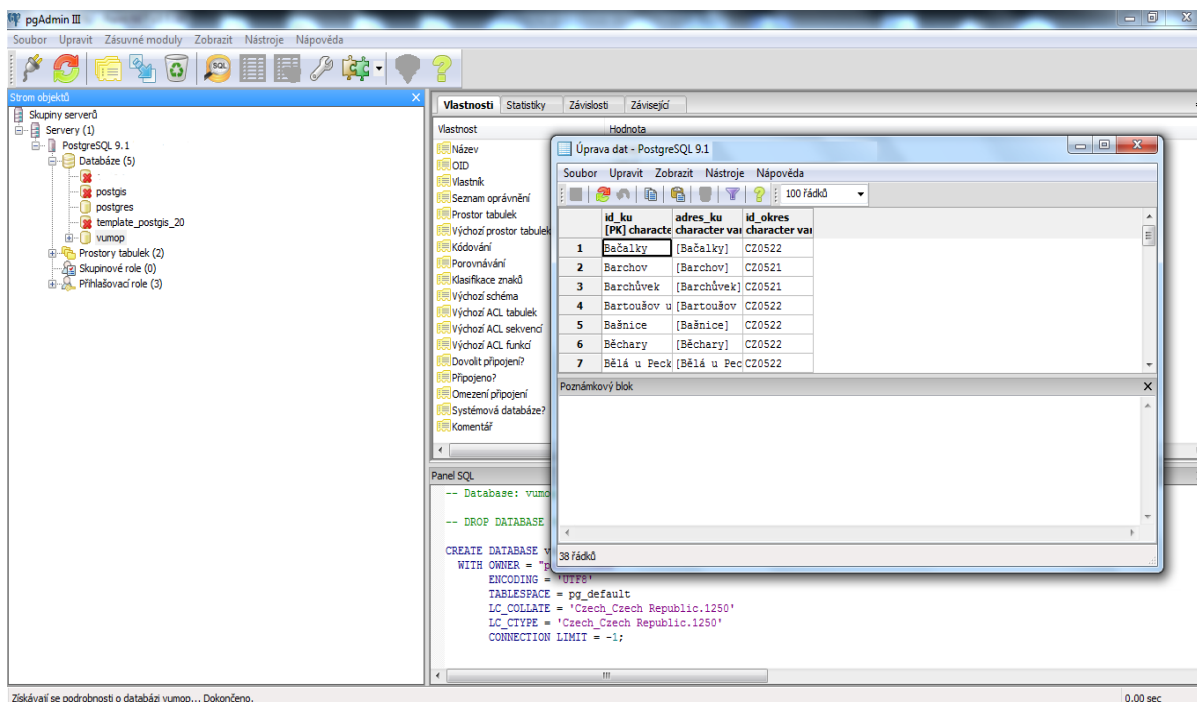 pgAdmin III
Soubor Upravit Zásuvné moduly Zobrazit Nástroje Nápověda
SQL
Strom objektů
Skupiny serverů
Servery (1)
PostgreSQL 9.1
Databáze (5)
postgis
postgres
template_postgis_20
vumop
Prostory tabulek (2)
Skupinové role (0)
Přihlašovací role (3)
Vlastnosti Statistiky Závislosti Závisející
Vlastnost Hodnota
Název
OID
Vlastník
Seznam oprávnění
Prostor tabulek
Výchozí prostor tabulek
Kódování
Porovnávání
Klasifikace znaků
Výchozí schéma
Výchozí ACL tabulek
Výchozí ACL sekvencí
Výchozí ACL funkcí
Dovolit připojení?
Připojeno?
Omezení připojení
Systémová databáze?
Komentář
Úprava dat - PostgreSQL 9.1
Soubor Upravit Zobrazit Nástroje Nápověda
100 řádků
id_ku adres_ku id_okres
[PK] characte character var character var
1 Bačalky [Bačalky] CZ0522
2 Barchov [Barchov] CZ0521
3 Barchůvek [Barchůvek] CZ0521
4 Bartoušov u [Bartoušov CZ0522
5 Bašnice [Bašnice] CZ0522
6 Běchary [Běchary] CZ0522
7 Bělá u Peck [Bělá u Pec CZ0522
Poznámkový blok
38 řádků
Panel SQL
-- Database: vumo
-- DROP DATABASE
CREATE DATABASE v
WITH OWNER = "p
ENCODING = 'UTF8'
TABLESPACE = pg_default
LC_COLLATE = 'Czech_Czech Republic.1250'
LC_CTYPE = 'Czech_Czech Republic.1250'
CONNECTION LIMIT = -1;
Získávají se podrobnosti o databázi vumop... Dokončeno. 0.00 sec